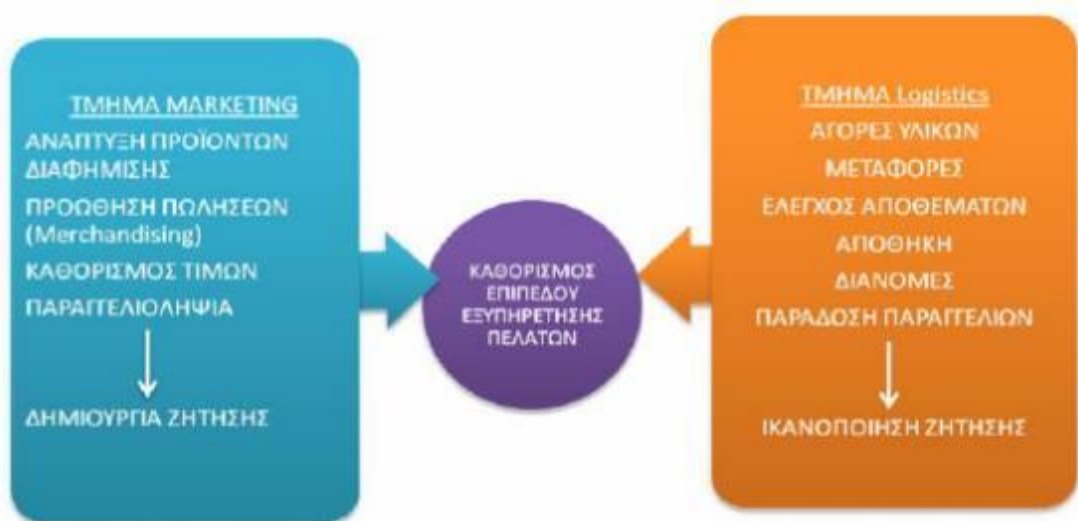 ΤΜΗΜΑ MARKETING
ΑΝΑΠΤΥΞΗ ΠΡΟΪΟΝΤΩΝ
ΔΙΑΦΗΜΙΣΗΣ
ΠΡΟΩΘΗΣΗ ΠΩΛΗΣΕΩΝ
(Merchandising)
ΚΑΘΟΡΙΣΜΟΣ ΤΙΜΩΝ
ΠΑΡΑΓΓΕΛΙΟΛΗΨΙΑ
ΔΗΜΙΟΥΡΓΙΑ ΖΗΤΗΣΗΣ
ΚΑΘΟΡΙΣΜΟΣ
ΕΠΙΠΕΔΟΥ
ΕΞΥΠΗΡΕΤΗΣΗΣ
ΠΕΛΑΤΩΝ
ΤΜΗΜΑ Logistics
ΑΓΟΡΕΣ ΥΛΙΚΩΝ
ΜΕΤΑΦΟΡΕΣ
ΕΛΕΓΧΟΣ ΑΠΟΘΕΜΑΤΩΝ
ΑΠΟΘΗΚΗ
ΔΙΑΝΟΜΕΣ
ΠΑΡΑΔΟΣΗ ΠΑΡΑΓΓΕΛΙΩΝ
ΙΚΑΝΟΠΟΙΗΣΗ ΖΗΤΗΣΗΣ